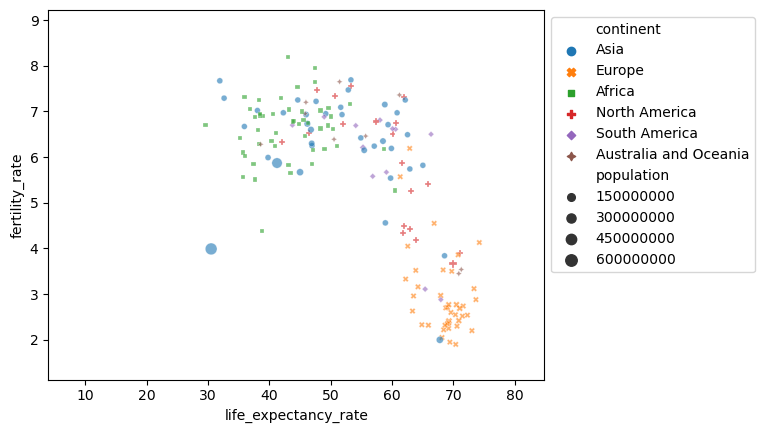 9
8
7
6
5
4
3
2
fertility_rate
10 20 30 40 50 60 70 80
life_expectancy_rate
continent
Asia
Europe
Africa
North America
South America
Australia and Oceania
population
150000000
300000000
450000000
600000000